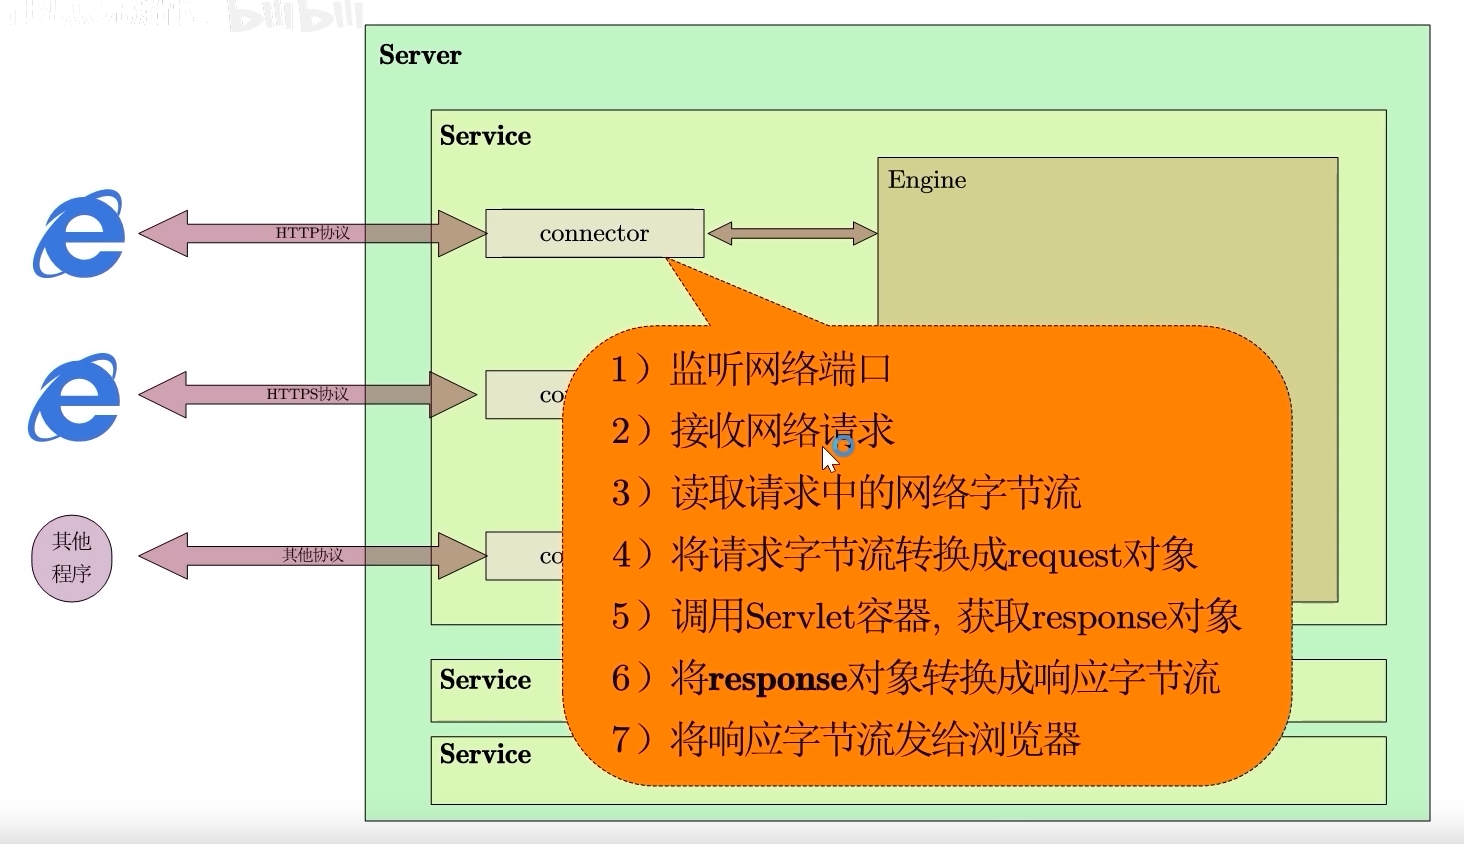 bilibili
Server
Service
Engine
HTTP协议
connector
1）监听网络端口
HTTPS协议
co
2）接收网络请求
3）读取请求中的网络字节流
其他
程序
其他协议
co
4）将请求字节流转换成request对象
5）调用Servlet容器, 获取response对象
Service
6）将response对象转换成响应字节流
Service
7）将响应字节流发给浏览器